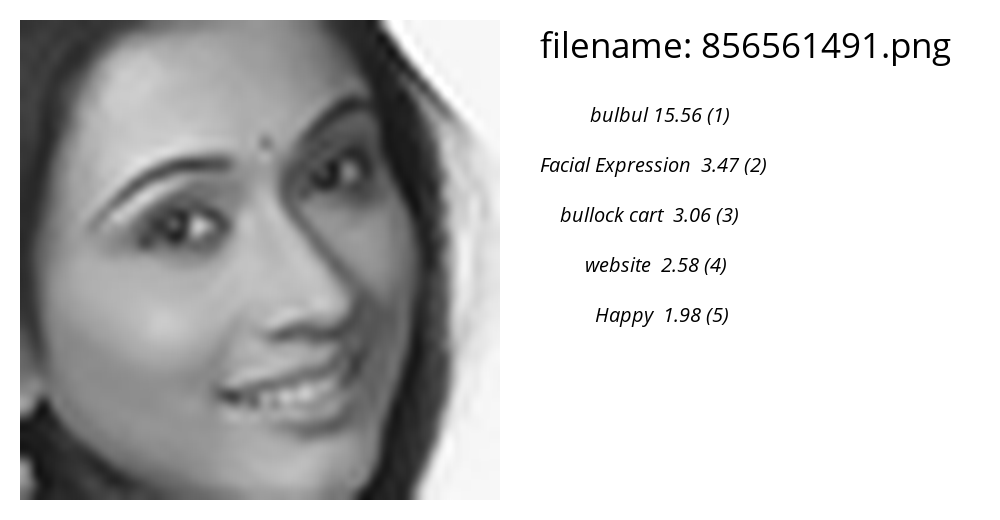 filename: 856561491.png
bulbul 15.56 (1)
Facial Expression 3.47 (2)
bullock cart 3.06 (3)
website 2.58 (4)
Happy 1.98 (5)